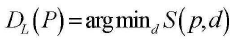 D_L(P) = arg min_d S(p, d)